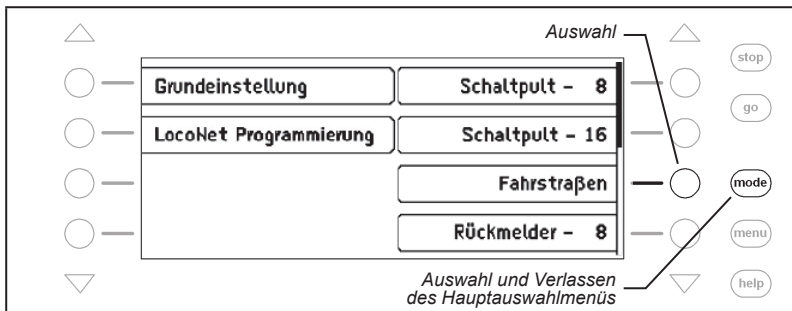 Auswahl
stop
Grundeinstellung
Schaltpult - 8
go
LocoNet Programmierung
Schaltpult - 16
Fahrstraßen
mode
Rückmelder - 8
menu
Auswahl und Verlassen
des Hauptauswahlmenüs
help